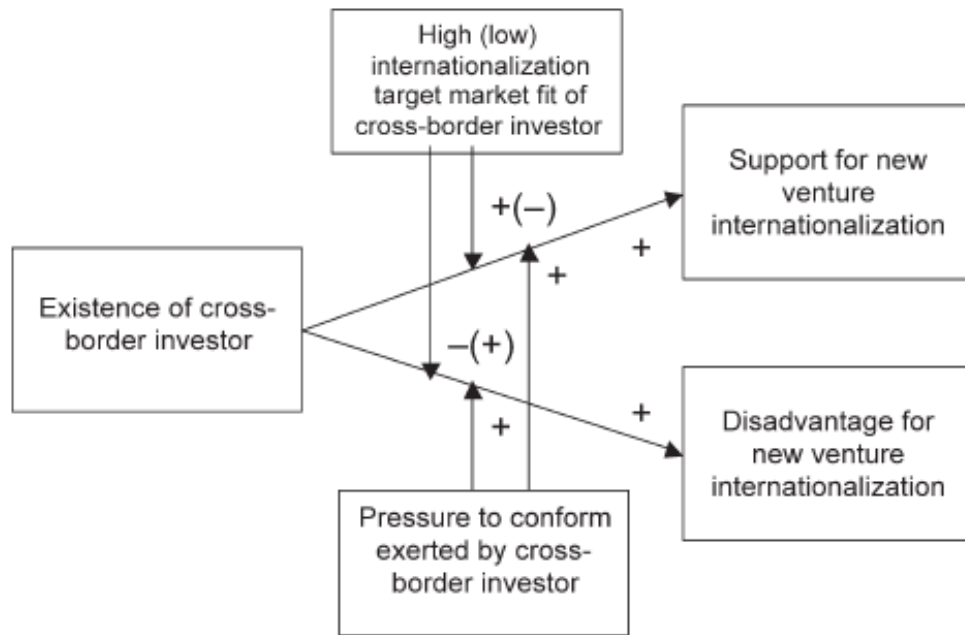 High (low)
internationalization
target market fit of
cross-border investor
Support for new
venture
internationalization
+(–)
+
+
Existence of cross-
border investor
–(+)
+
+
Disadvantage for
new venture
internationalization
Pressure to conform
exerted by cross-
border investor